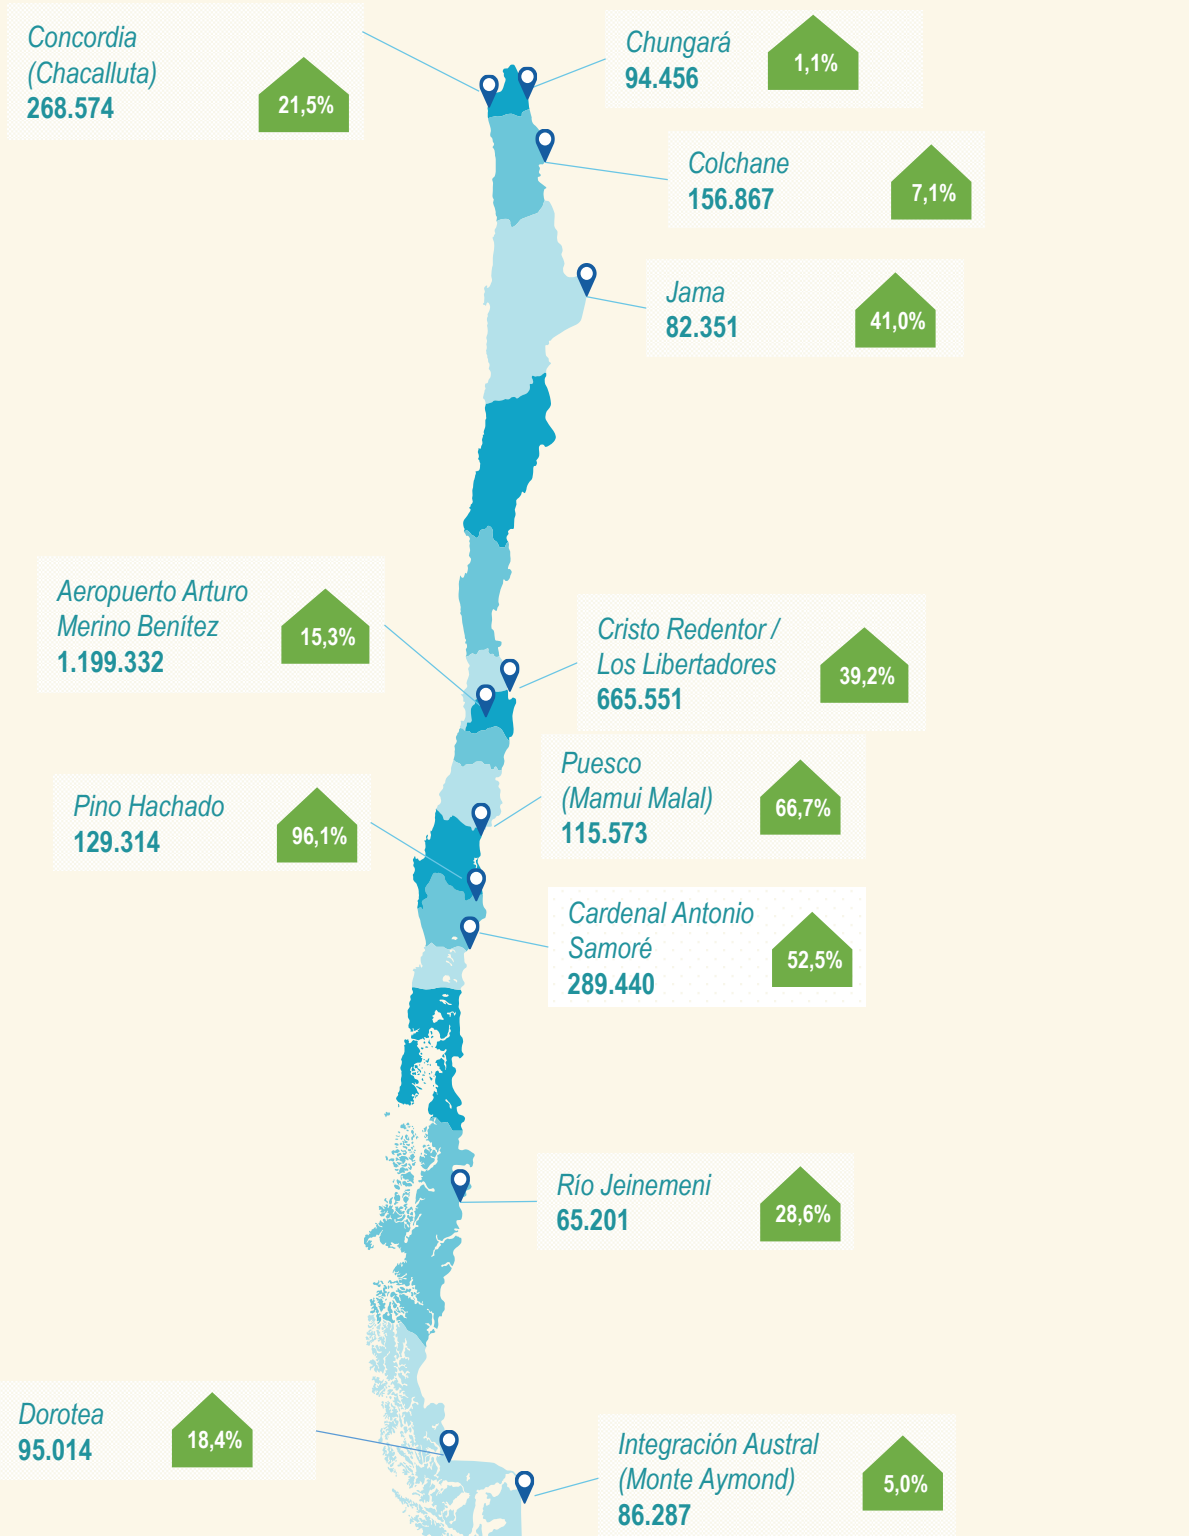 Concordia
(Chacalluta)
268.574
21,5%
Chungará
94.456
1,1%
Colchane
156.867
7,1%
Jama
82.351
41,0%
Aeropuerto Arturo
Merino Benítez
1.199.332
15,3%
Cristo Redentor /
Los Libertadores
665.551
39,2%
Puesco
(Mamui Malal)
115.573
66,7%
Pino Hachado
129.314
96,1%
Cardenal Antonio
Samoré
289.440
52,5%
Río Jeinemeni
65.201
28,6%
Dorotea
95.014
18,4%
Integración Austral
(Monte Aymond)
86.287
5,0%